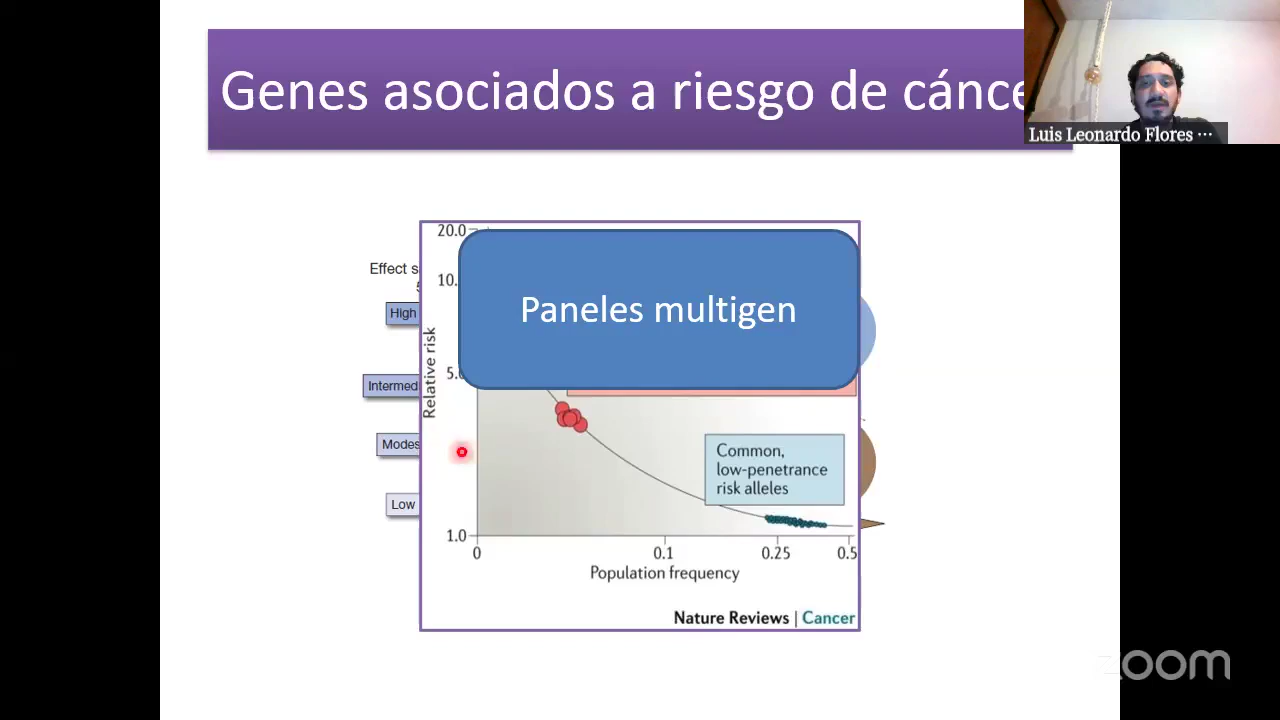 Genes asociados a riesgo de cánce
Luis Leonardo Flores ...
20.0
Effect s
10.
Paneles multigen
High
Relative risk
5.0
Intermed
Common,
low-penetrance
risk alleles
Modes
Low
1.0
0
0.1
0.25
0.5
Population frequency
Nature Reviews | Cancer
zoom